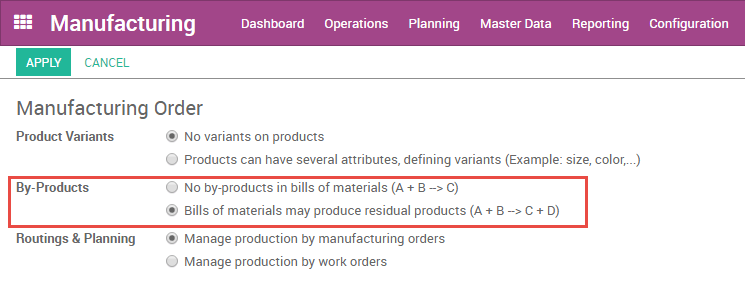 Manufacturing Dashboard Operations Planning Master Data Reporting Configuration
APPLY CANCEL
Manufacturing Order
Product Variants No variants on products
Products can have several attributes, defining variants (Example: size, color,...)
By-Products No by-products in bills of materials (A + B --> C)
Bills of materials may produce residual products (A + B --> C + D)
Routings & Planning Manage production by manufacturing orders
Manage production by work orders